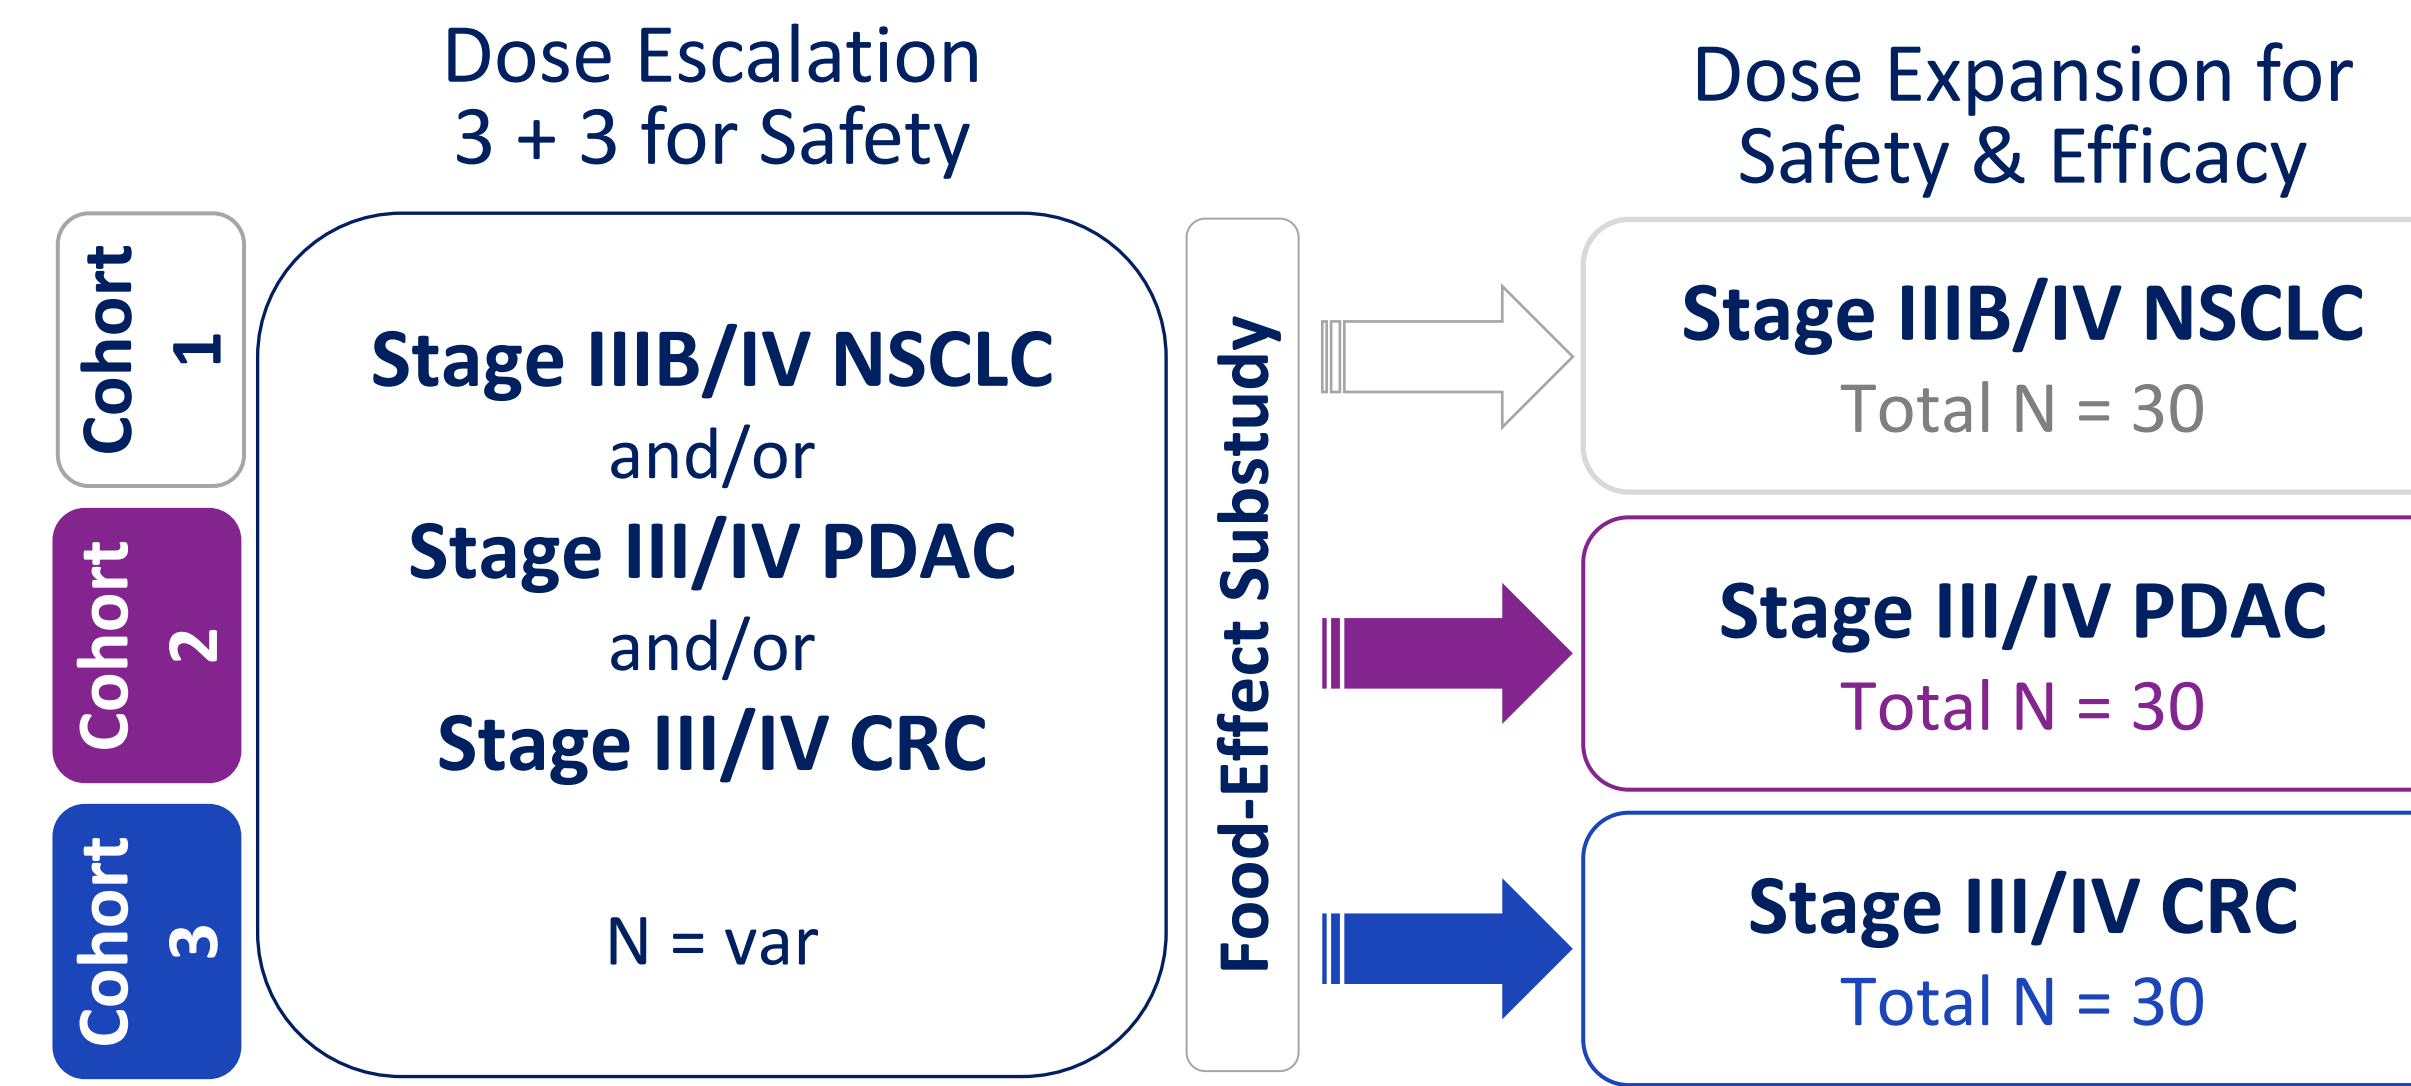 Dose Escalation
3 + 3 for Safety
Dose Expansion for
Safety & Efficacy
Cohort
1
Cohort
2
Cohort
3
Stage IIIB/IV NSCLC
and/or
Stage III/IV PDAC
and/or
Stage III/IV CRC
N = var
Food-Effect Substudy
Stage IIIB/IV NSCLC
Total N = 30
Stage III/IV PDAC
Total N = 30
Stage III/IV CRC
Total N = 30